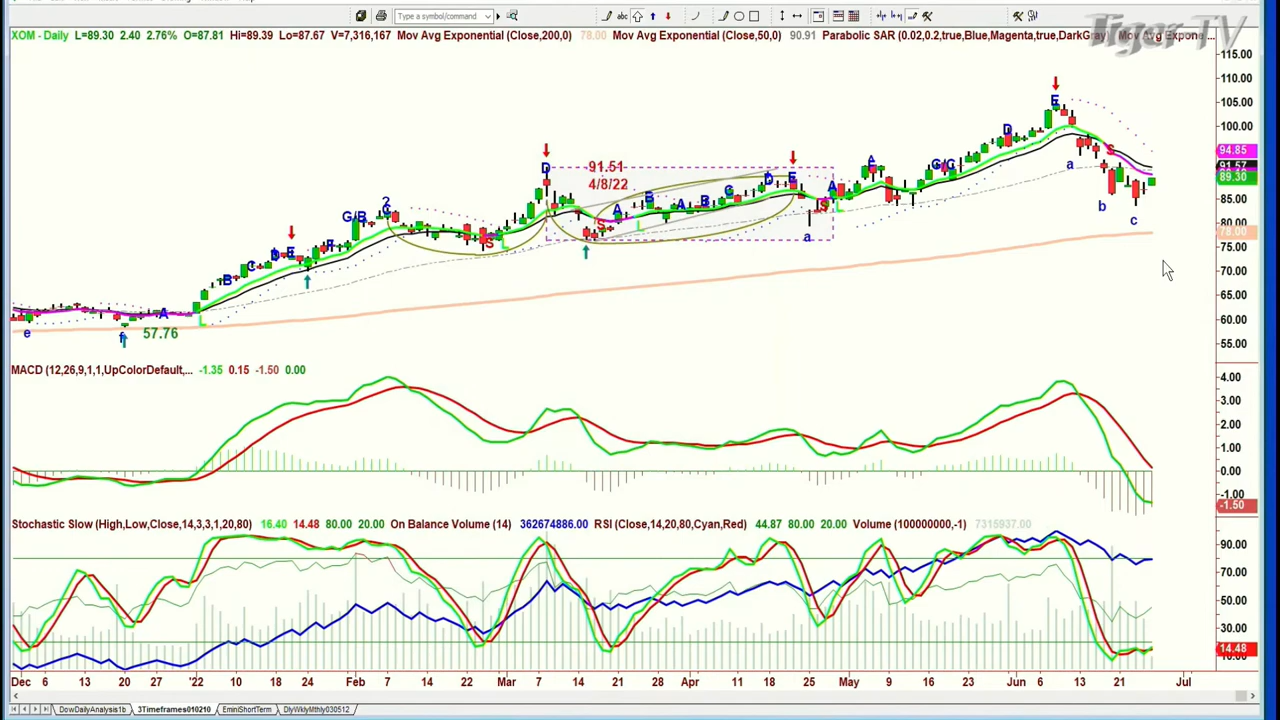 Type a symbol/command
abc
Tiger TV
XOM - Daily L=89.30 2.40 2.76% O=87.81 Hi=89.39 Lo=87.67 V=7,316,167 Mov Avg Exponential (Close,200,0) 78.00 Mov Avg Exponential (Close,50,0) 90.91 Parabolic SAR (0.02,0.2,true,Blue,Magenta,true,DarkGray) Mov Avg Expone...
115.00
110.00
105.00
100.00
94.85
91.57
89.30
85.00
80.00
78.00
75.00
70.00
65.00
60.00
55.00
E
D
D
91.51
4/8/22
2
G/B
A
B
A
B
G
D
E
A
A
G/C
S
a
b
c
B
C
D
E
F
S
L
S
L
S
L
a
e
f
A
57.76
L
MACD (12,26,9,1,1,UpColorDefault,... -1.35 0.15 -1.50 0.00
4.00
3.00
2.00
1.00
0.00
-1.00
-1.50
Stochastic Slow (High,Low,Close,14,3,3,1,20,80) 16.40 14.48 80.00 20.00 On Balance Volume (14) 362674886.00 RSI (Close,14,20,80,Cyan,Red) 44.87 80.00 20.00 Volume (100000000,-1) 7315937.00
90.00
70.00
50.00
30.00
14.48
Dec 6 13 20 27 '22 10 18 24 Feb 7 14 22 Mar 7 14 21 28 Apr 11 18 25 May 9 16 23 Jun 6 13 21 Jul
DowDailyAnalysis1b 3Timeframes010210 EminiShortTerm DlyWklyMthly030512